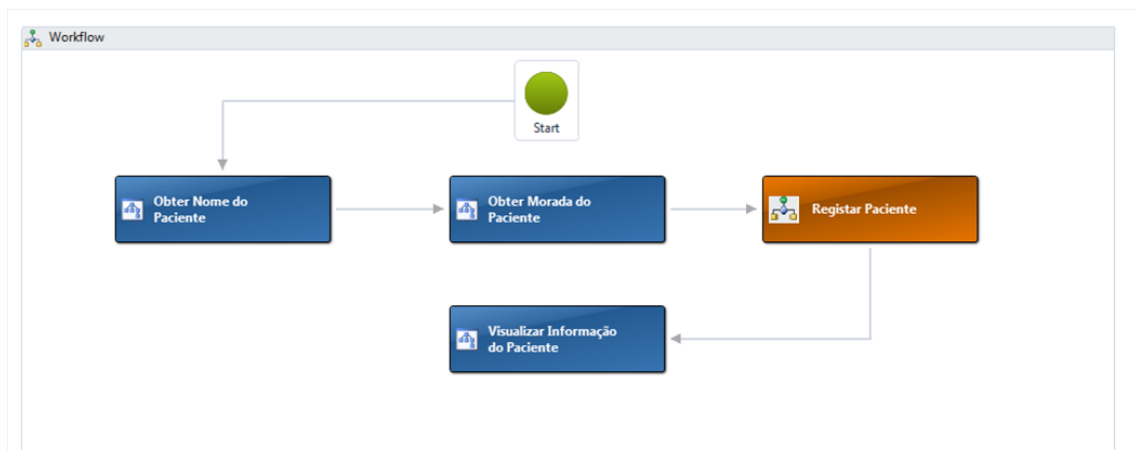 Workflow
Start
Obter Nome do
Paciente
Obter Morada do
Paciente
Registar Paciente
Visualizar Informação
do Paciente